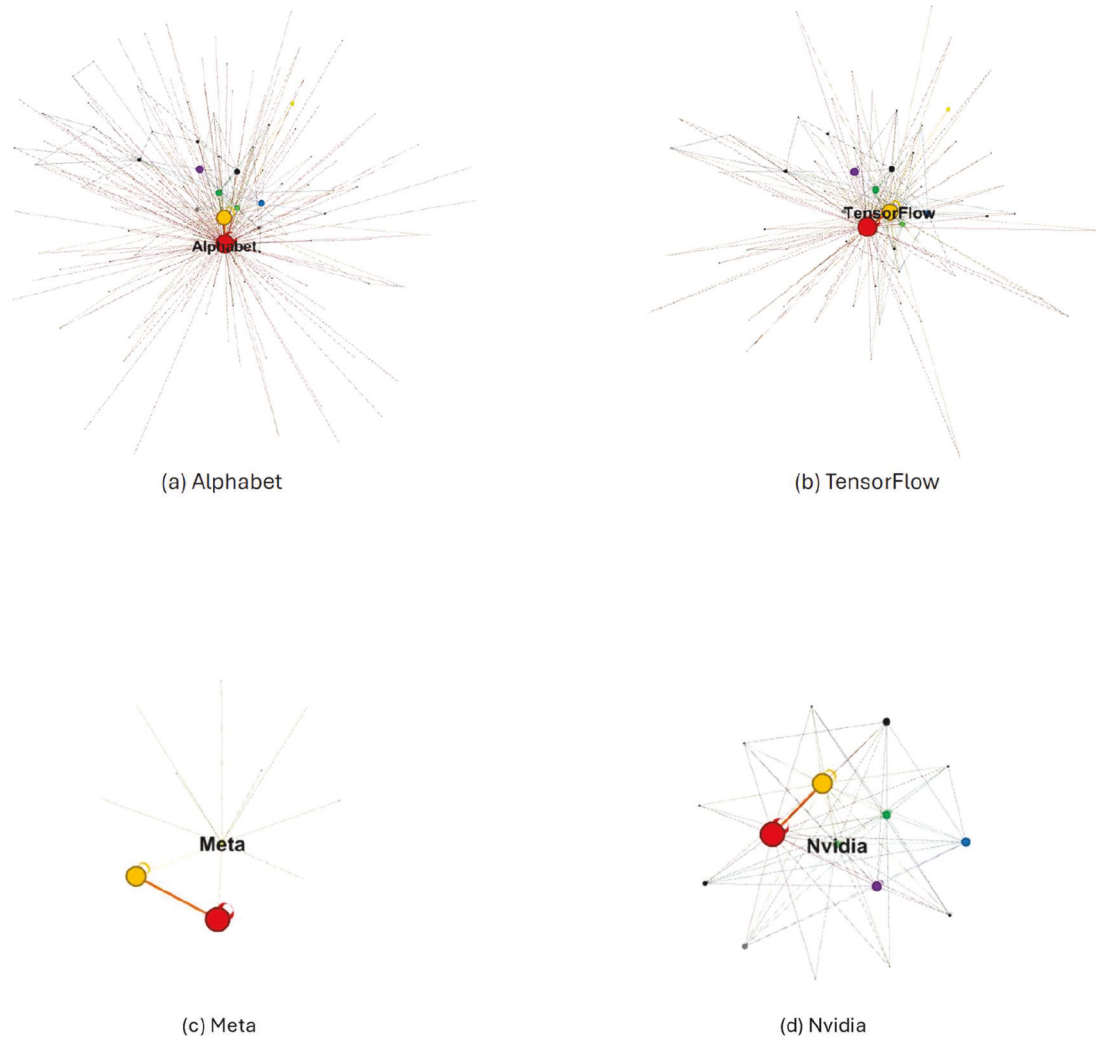 Alphabet.
TensorFlow
(a) Alphabet
(b) TensorFlow
Meta
Nvidia
(c) Meta
(d) Nvidia